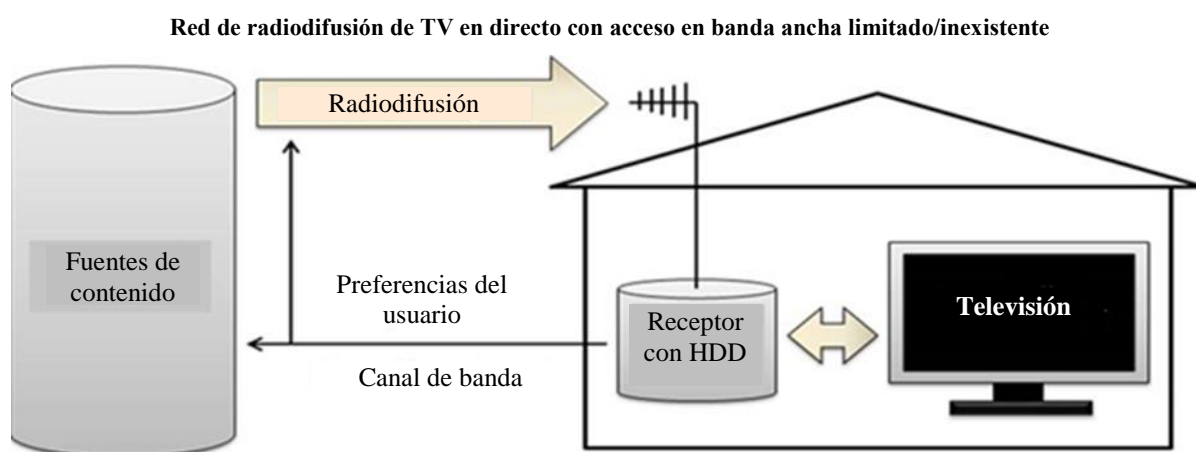 Red de radiodifusión de TV en directo con acceso en banda ancha limitado/inexistente
Radiodifusión
Fuentes de
contenido
Preferencias del
usuario
Canal de banda
Receptor
con HDD
Televisión